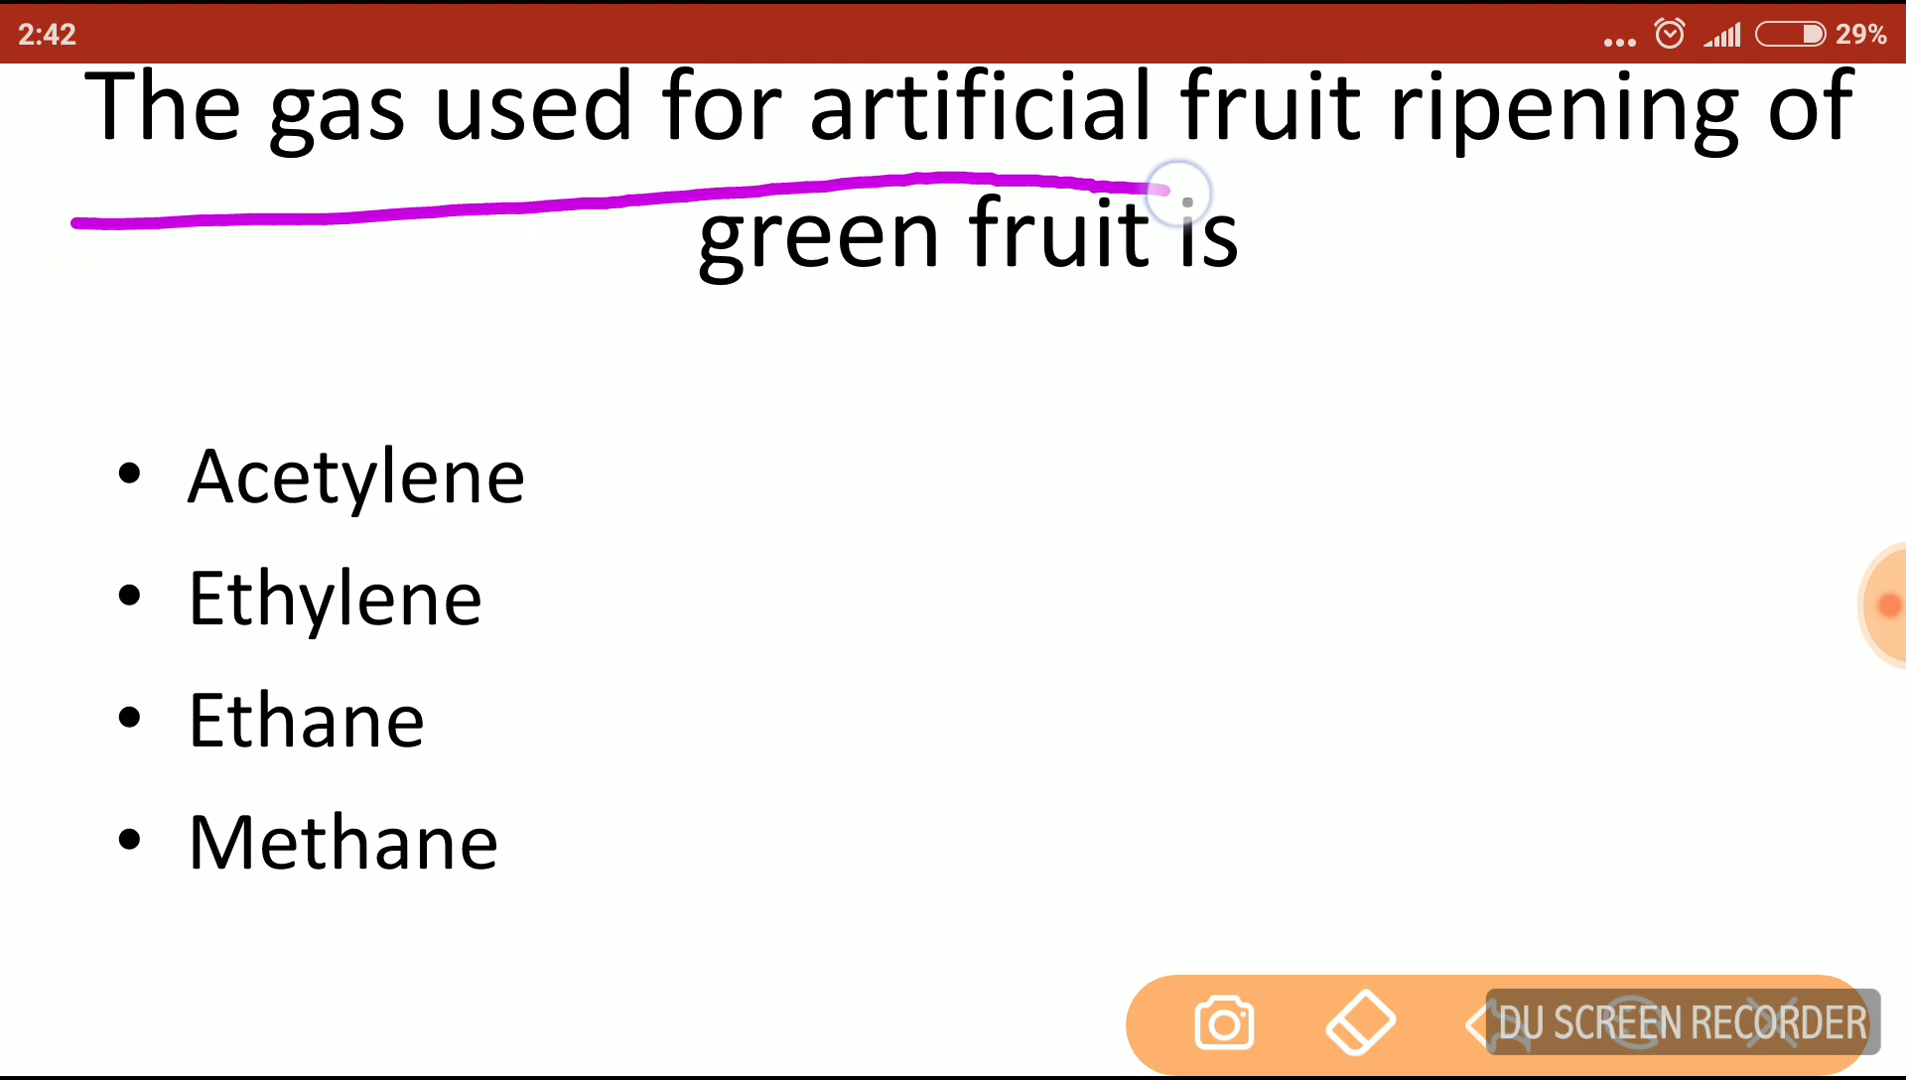 2:42
29%
The gas used for artificial fruit ripening of
green fruit is
• Acetylene
• Ethylene
• Ethane
• Methane
DU SCREEN RECORDER